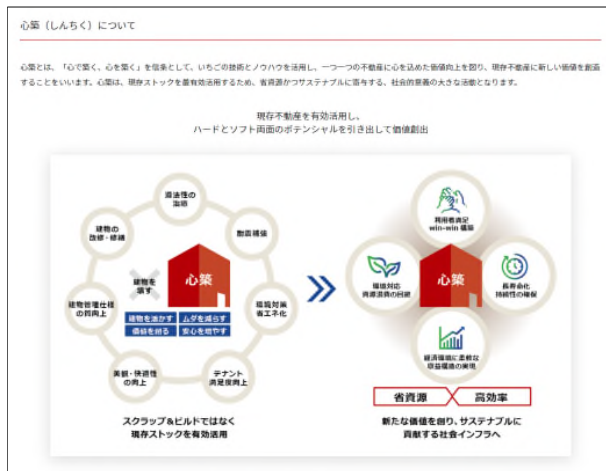 心築（しんちく）について
心築とは、「心で築く、心を築く」を信条として、いちごの技術とノウハウを活用し、一つ一つの不動産に心を込めた価値向上を図り、現存不動産に新しい価値を創造
することをいいます。心築は、現存ストックを善有効活用するため、省資源かつサステナブルに寄与する、社会的意義の大きな活動となります。
現存不動産を有効活用し、
ハードとソフト両面のポテンシャルを引き出して価値創出
遵法性の
治癒
建物の
改修・修繕
耐震補強
建物を
壊す
心築
建物管理仕様
の質向上
環境対策
省エネ化
建物を活かす
ムダを減らす
価値を創る
安心を増やす
美観・快適性
の向上
テナント
満足度向上
スクラップ＆ビルドではなく
現存ストックを有効活用
利用者満足
win-win 構築
環境対応
資源浪費の回避
心築
長寿命化
持続性の確保
経済環境に柔軟な
収益構造の実現
省資源
高効率
新たな価値を創り、サステナブルに
貢献する社会インフラへ